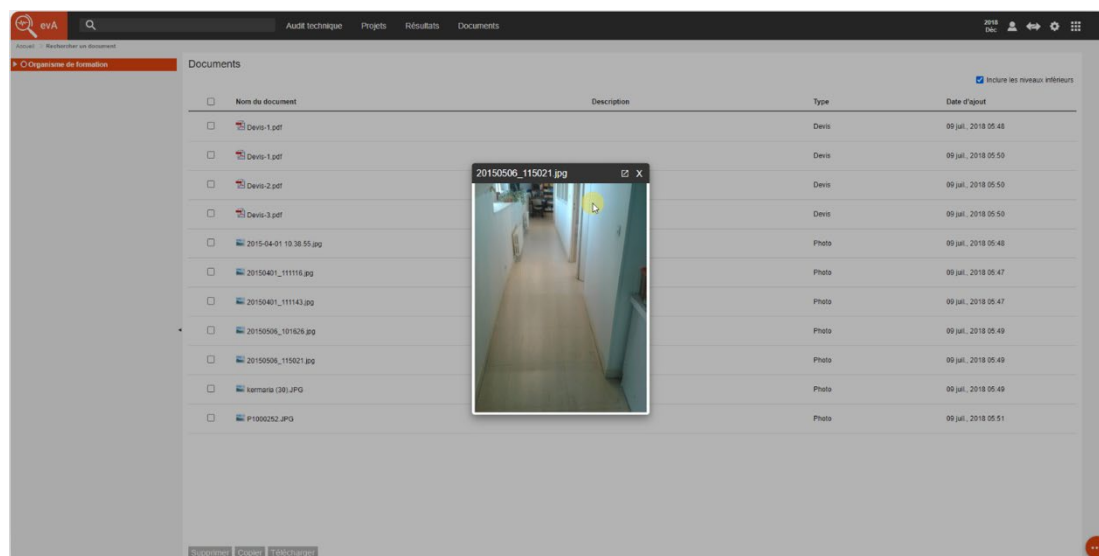 evA Audit technique Projets Résultats Documents 2018
Déc.
Accueil > Rechercher un document
Organisme de formation
Documents
Inclure les niveaux inférieurs
Nom du document Description Type Date d'ajout
Devis-1.pdf Devis 09 juil., 2018 05:48
Devis-1.pdf Devis 09 juil., 2018 05:50
Devis-2.pdf Devis 09 juil., 2018 05:50
Devis-3.pdf Devis 09 juil., 2018 05:50
20150506_115021.jpg X
2015-04-01 10.38.55.jpg Photo 09 juil., 2018 05:48
20150401_111116.jpg Photo 09 juil., 2018 05:47
20150401_111143.jpg Photo 09 juil., 2018 05:47
20150506_101626.jpg Photo 09 juil., 2018 05:49
20150506_115021.jpg Photo 09 juil., 2018 05:49
kermaria (30).JPG Photo 09 juil., 2018 05:49
P1000252.JPG Photo 09 juil., 2018 05:51
Supprimer Copier Télécharger